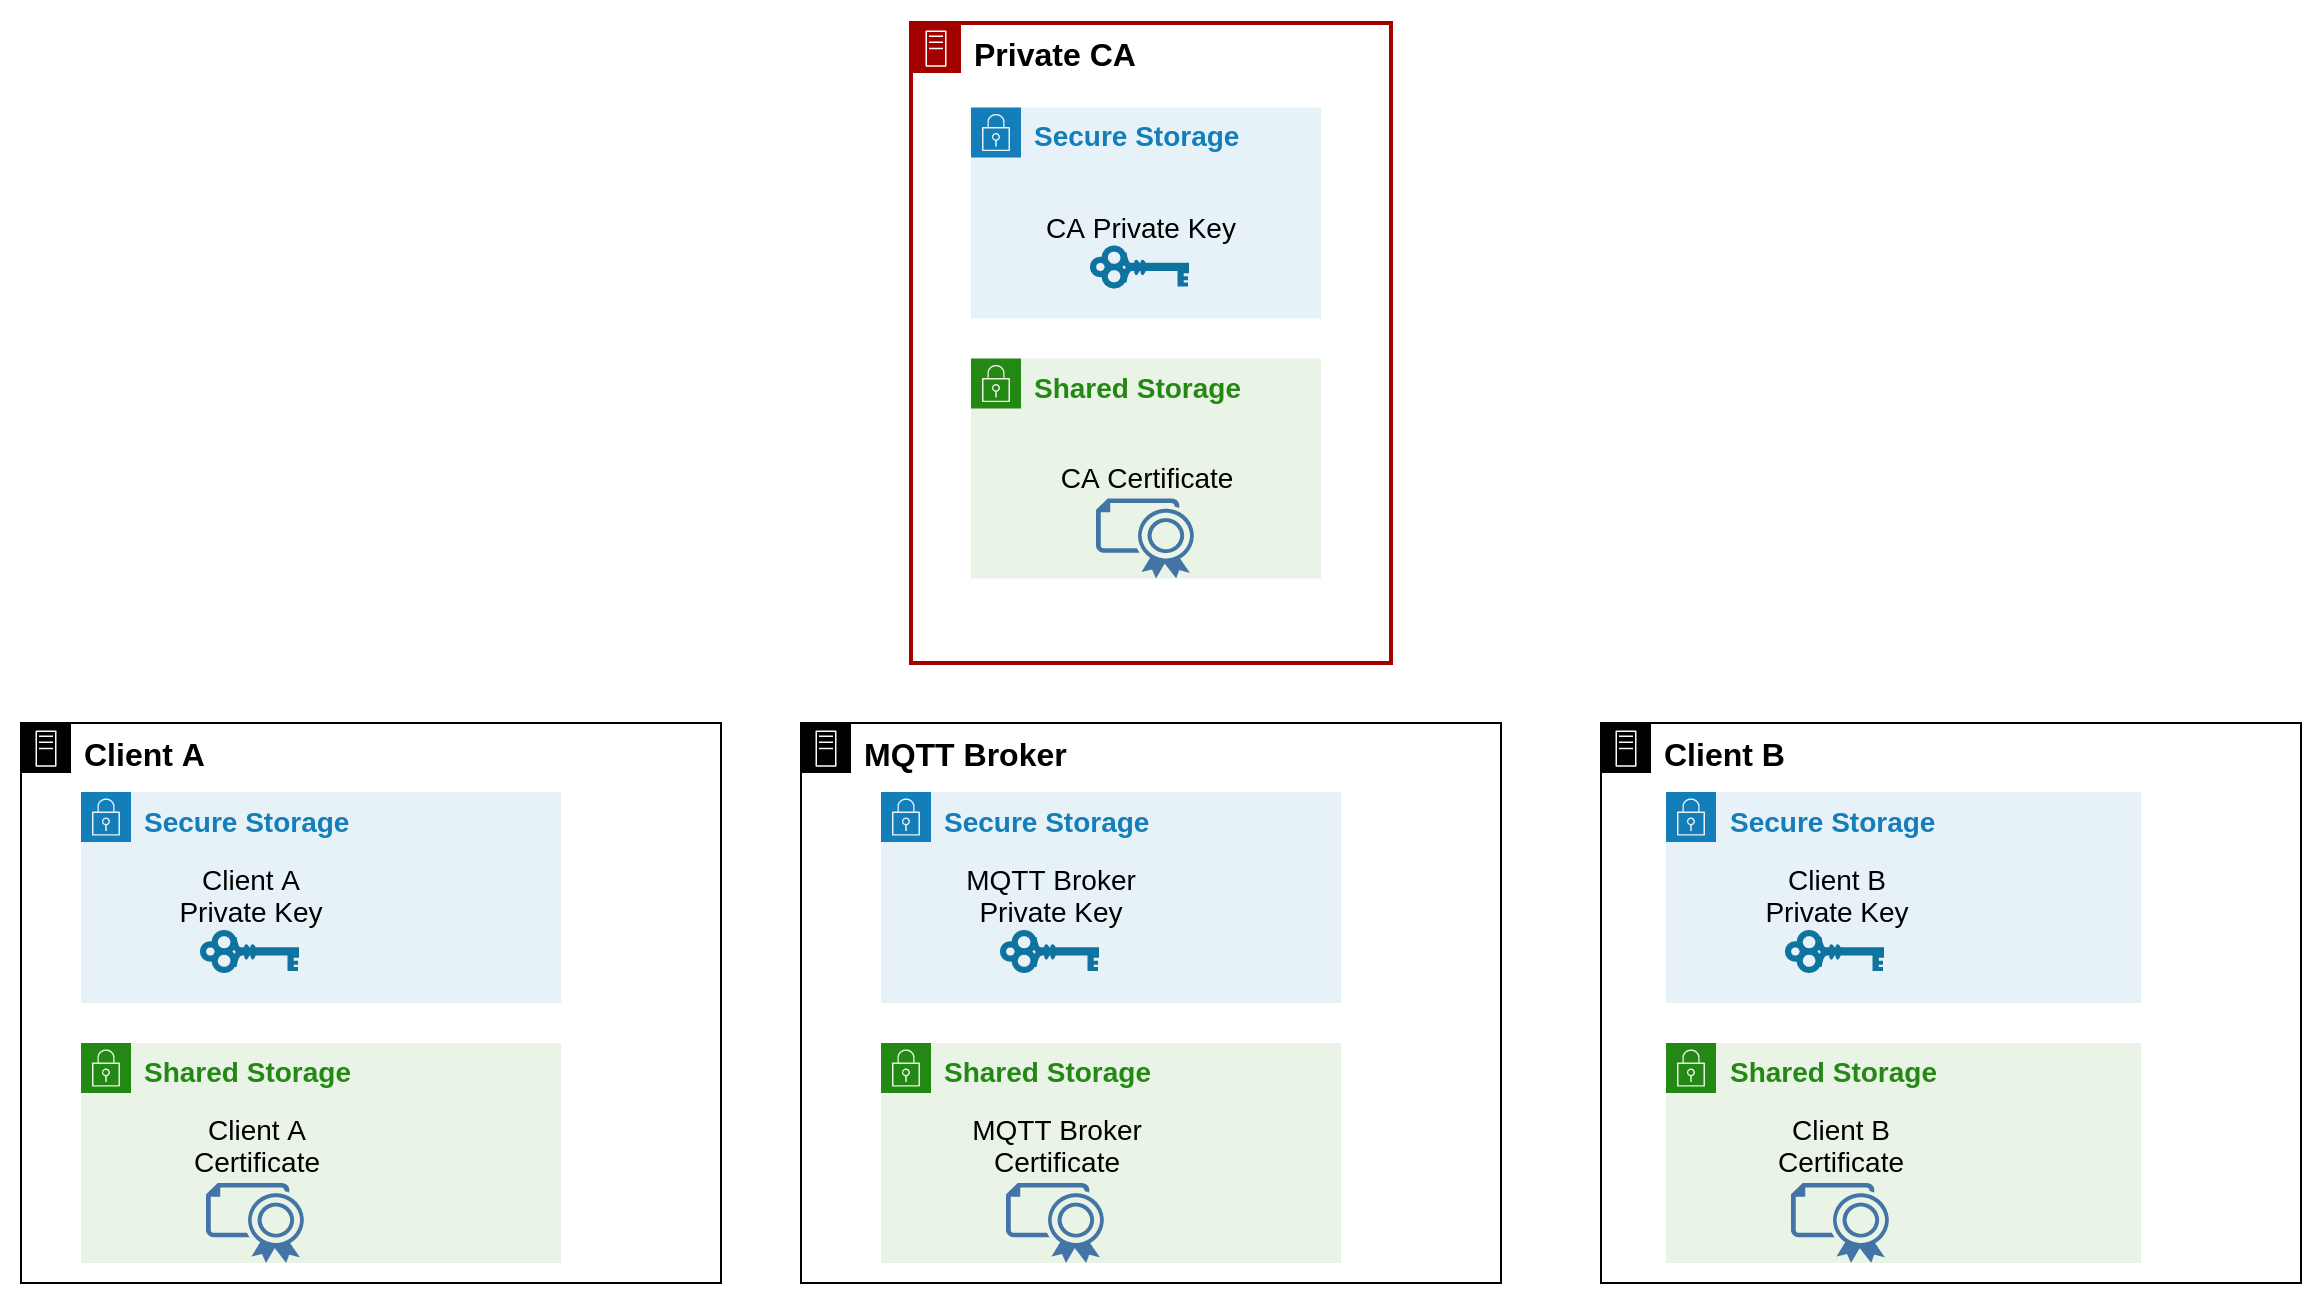 Private CA
Secure Storage
CA Private Key
Shared Storage
CA Certificate
Client A
Secure Storage
Client A
Private Key
Shared Storage
Client A
Certificate
MQTT Broker
Secure Storage
MQTT Broker
Private Key
Shared Storage
MQTT Broker
Certificate
Client B
Secure Storage
Client B
Private Key
Shared Storage
Client B
Certificate